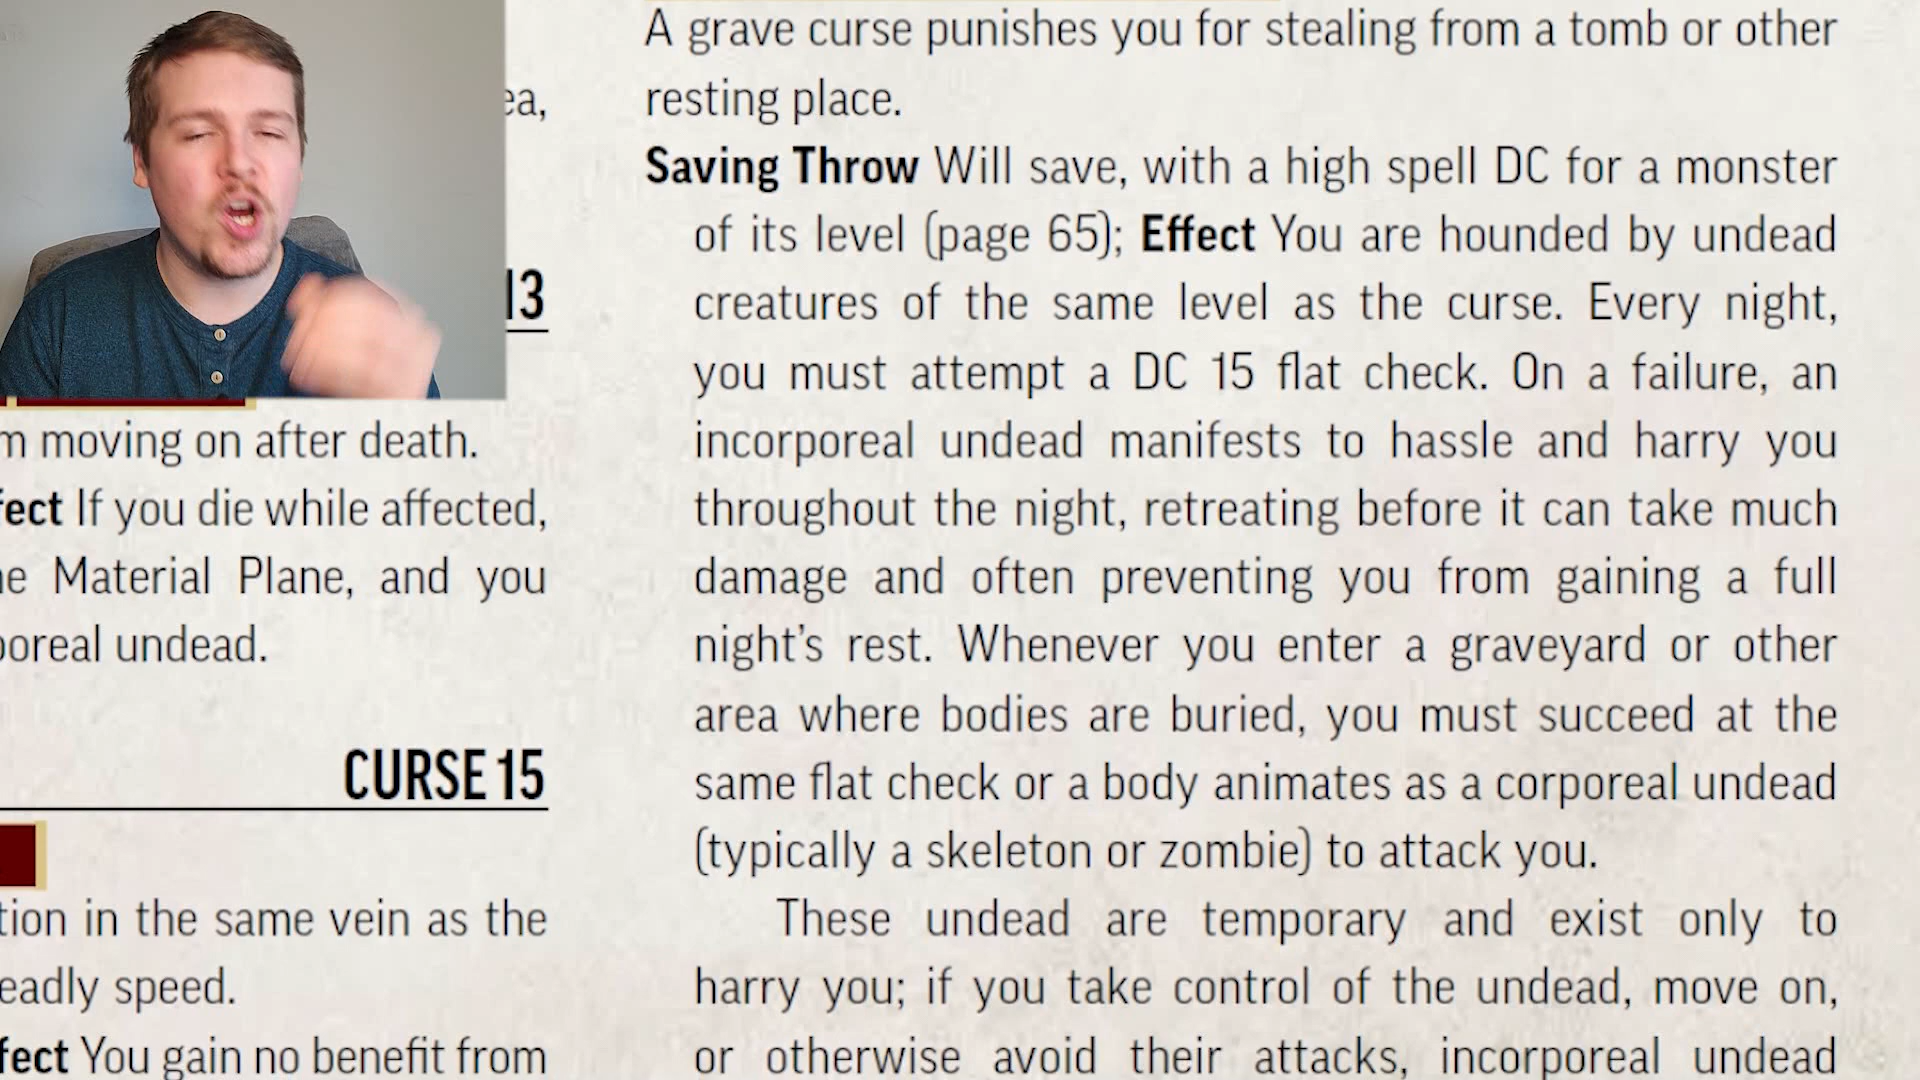 ea,
13
m moving on after death.
fect If you die while affected,
ne Material Plane, and you
poreal undead.
CURSE 15
tion in the same vein as the
eadly speed.
fect You gain no benefit from
A grave curse punishes you for stealing from a tomb or other
resting place.
Saving Throw Will save, with a high spell DC for a monster
of its level (page 65); Effect You are hounded by undead
creatures of the same level as the curse. Every night,
you must attempt a DC 15 flat check. On a failure, an
incorporeal undead manifests to hassle and harry you
throughout the night, retreating before it can take much
damage and often preventing you from gaining a full
night's rest. Whenever you enter a graveyard or other
area where bodies are buried, you must succeed at the
same flat check or a body animates as a corporeal undead
(typically a skeleton or zombie) to attack you.
These undead are temporary and exist only to
harry you; if you take control of the undead, move on,
or otherwise avoid their attacks, incorporeal undead